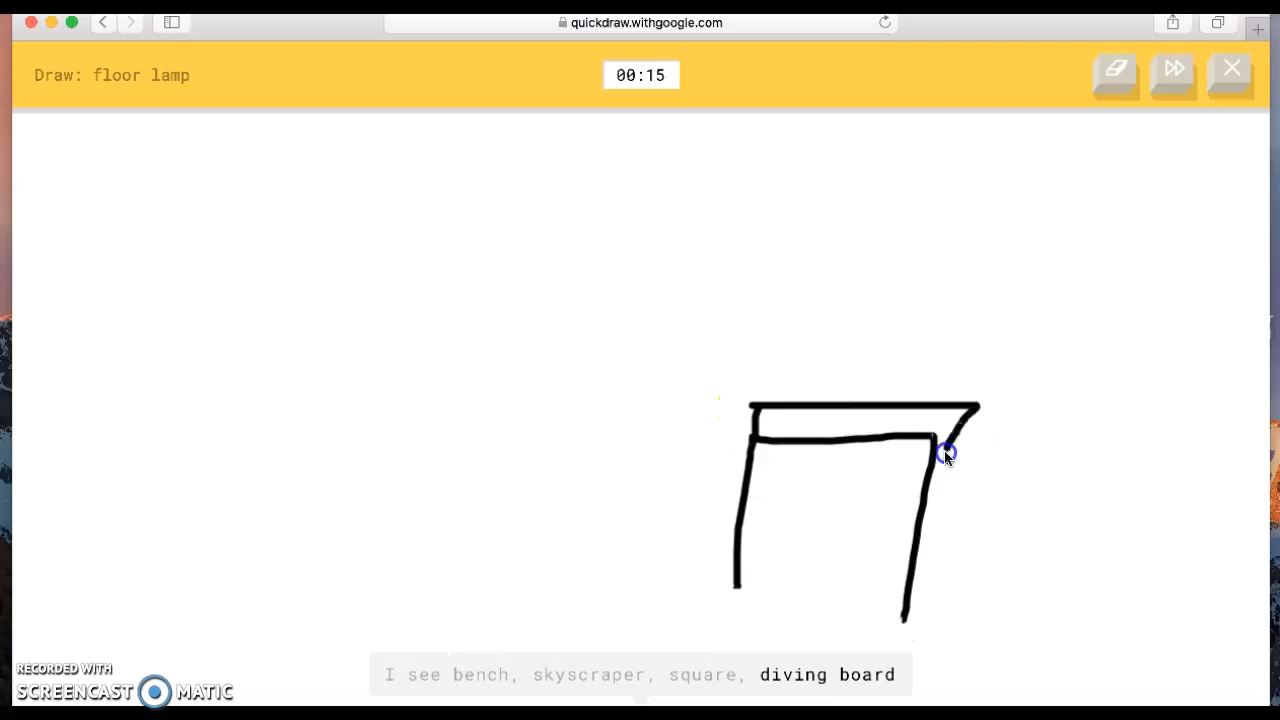 quickdraw.withgoogle.com
Draw: floor lamp
00:15
I see bench, skyscraper, square, diving board
RECORDED WITH
SCREENCAST MATIC